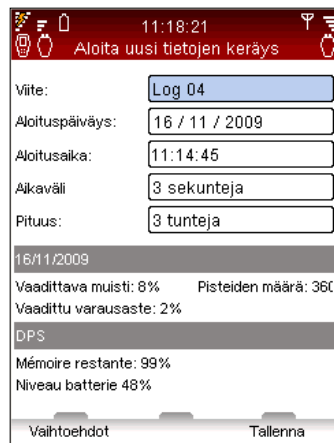 11:18:21
Aloita uusi tietojen keräys
Viite: Log 04
Aloituspäiväys: 16 / 11 / 2009
Aloitusaika: 11:14:45
Aikaväli 3 sekunteja
Pituus: 3 tunteja
16/11/2009
Vaadittava muisti: 8% Pisteiden määrä: 360
Vaadittu varausaste: 2%
DPS
Mémoire restante: 99%
Niveau batterie 48%
Vaihtoehdot Tallenna